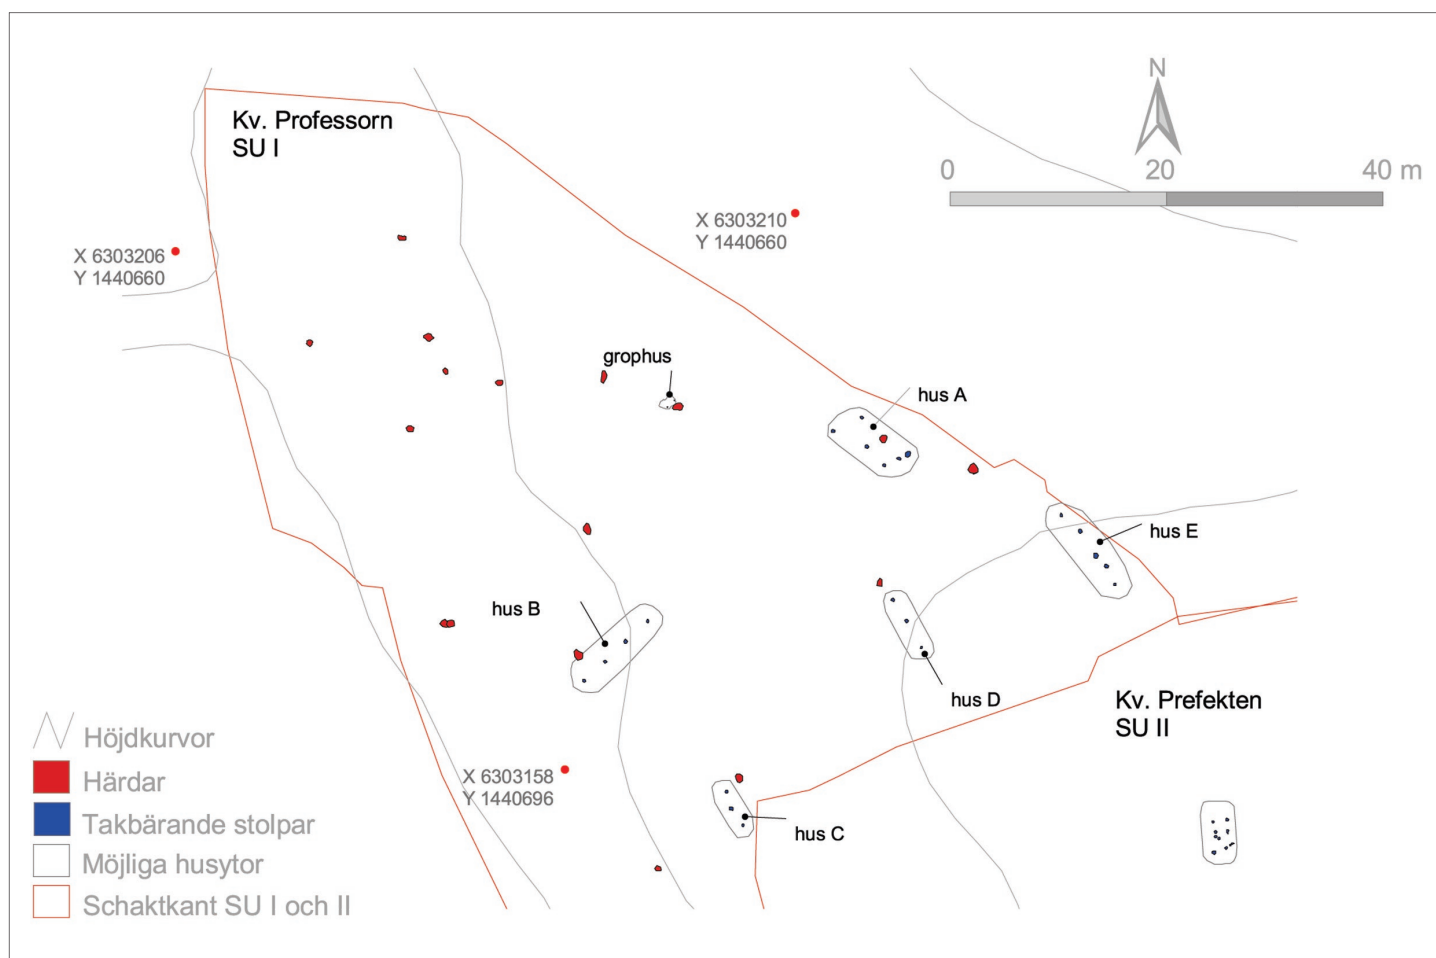 Kv. Professorn
SU I
N
0 20 40 m
X 6303210
Y 1440660
X 6303206
Y 1440660
grophus
hus A
hus E
hus B
hus D
Kv. Prefekten
SU II
X 6303158
Y 1440696
hus C
Höjdkurvor
Härdar
Takbärande stolpar
Möjliga husytor
Schaktkant SU I och II